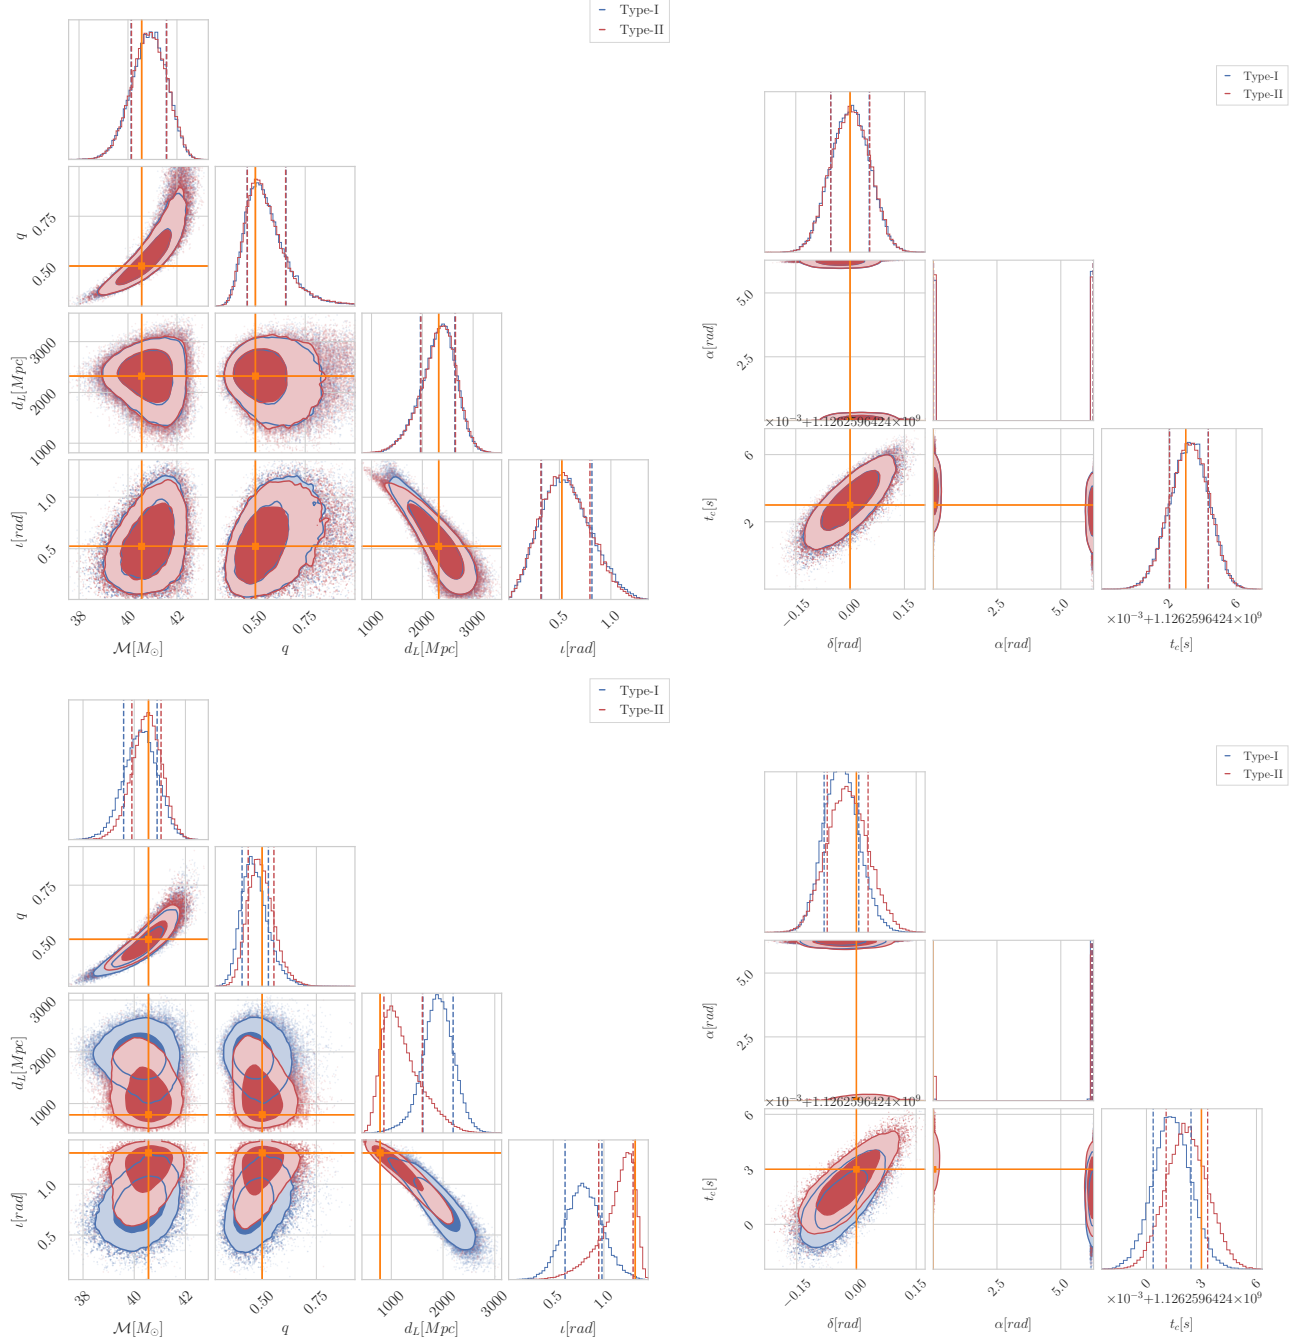 Type-I
Type-II
q
0.75
0.50
d_L[Mpc]
3000
2000
1000
ι[rad]
1.0
0.5
38
40
42
0.50
0.75
1000
2000
3000
0.5
1.0
ℳ[M_⊙]
q
d_L[Mpc]
ι[rad]
Type-I
Type-II
α[rad]
5.0
2.5
×10⁻³+1.1262596424×10⁹
t_c[s]
6
2
−0.15
0.00
0.15
2.5
5.0
2
6
×10⁻³+1.1262596424×10⁹
δ[rad]
α[rad]
t_c[s]
Type-I
Type-II
q
0.75
0.50
d_L[Mpc]
3000
2000
1000
ι[rad]
1.0
0.5
38
40
42
0.50
0.75
1000
2000
3000
0.5
1.0
ℳ[M_⊙]
q
d_L[Mpc]
ι[rad]
Type-I
Type-II
α[rad]
5.0
2.5
×10⁻³+1.1262596424×10⁹
t_c[s]
6
3
0
−0.15
0.00
0.15
2.5
5.0
0
3
6
×10⁻³+1.1262596424×10⁹
δ[rad]
α[rad]
t_c[s]